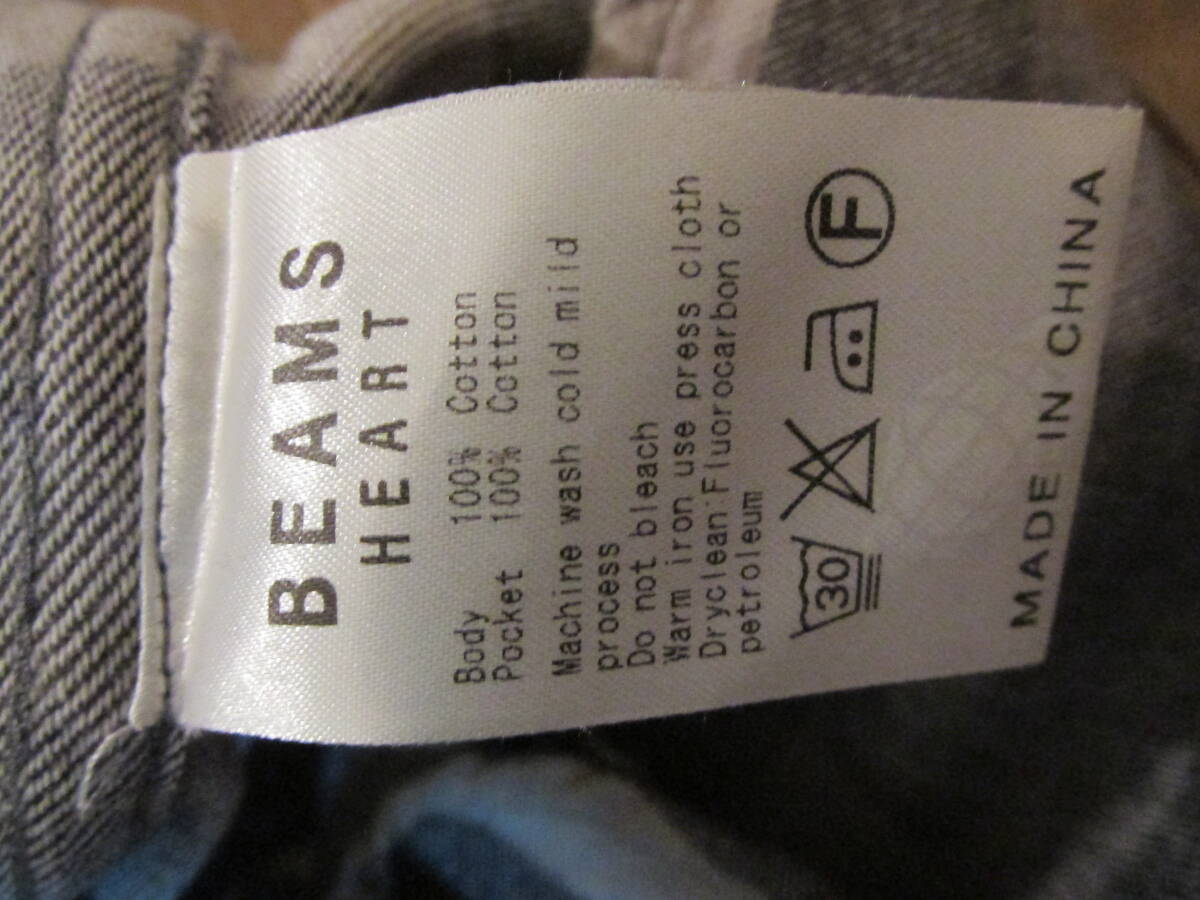 BEAMS
HEART
Body 100% Cotton
Pocket 100% Cotton
Machine wash cold mild
process
Do not bleach
Warm iron use press cloth
Dryclean Fluorocarbon or
petroleum
30
F
MADE IN CHINA